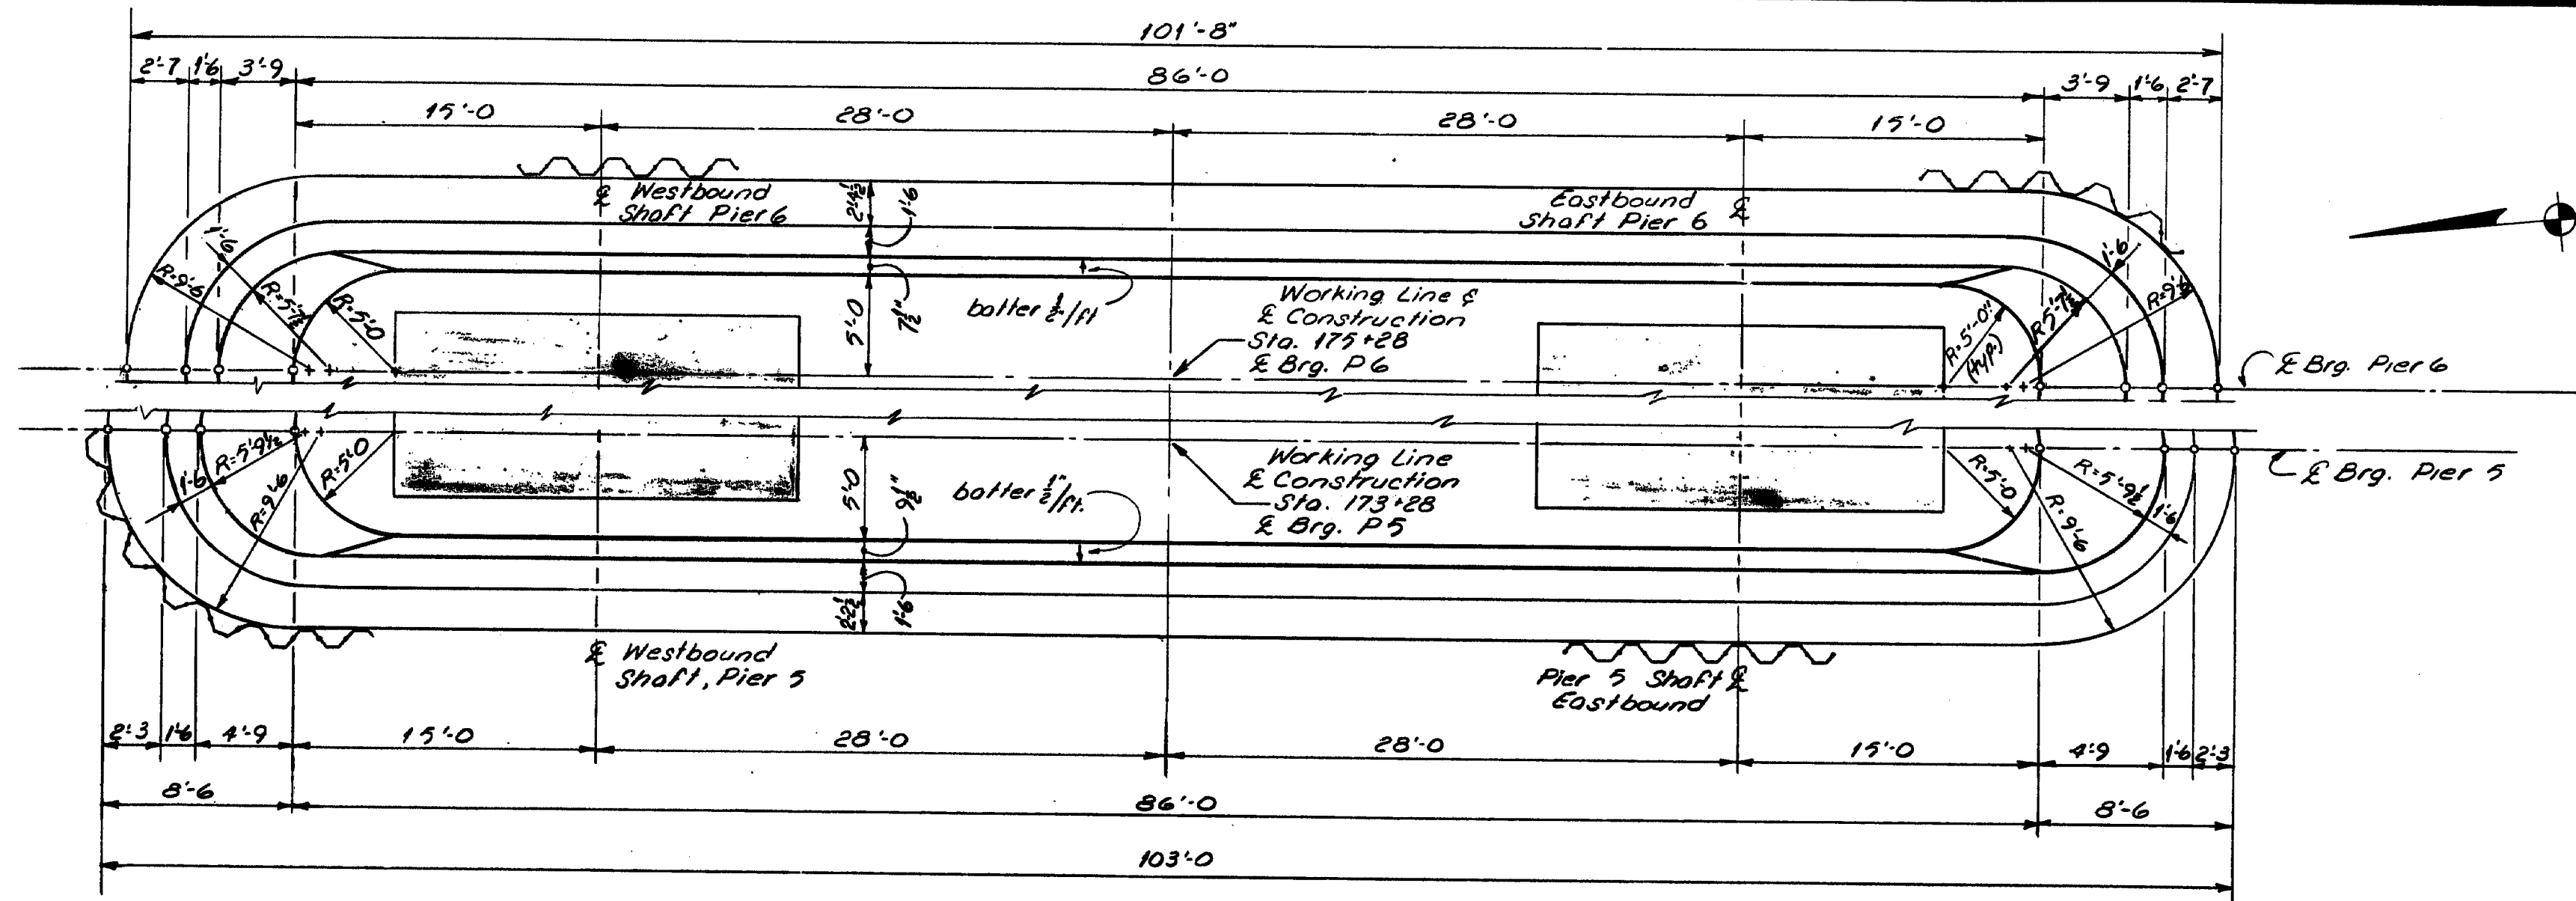 101'-8"
2'-7 1'-6 3'-9 86'-0 3'-9 1'-6 2'-7
15'-0 28'-0 28'-0 15'-0
℄ Westbound
Shaft Pier 6
2'-4½
1'-6
Eastbound ℄
Shaft Pier 6
1'-6
R=9'-6
R=5'-7½
R=5'-0
5'-0
7½"
batter ½"/ft
Working Line &
℄ Construction
Sta. 175+28
℄ Brg. P 6
1'-6
R=5'-7½
R=5'-0"
(typ.)
℄ Brg. Pier 6
R=5'-9½
1'-6
R=9'-6
R=5'-0
5'-0
9½"
batter ½"/ft.
Working Line
℄ Construction
Sta. 173+28
℄ Brg. P 5
R=5'-0
R=5'-9½
1'-6
R=9'-6
℄ Brg. Pier 5
2'-2½
1'-6
℄ Westbound
Shaft, Pier 5
Pier 5 Shaft ℄
Eastbound
2'-3 1'-6 4'-9 15'-0 28'-0 28'-0 15'-0 4'-9 1'-6 2'-3
8'-6 86'-0 8'-6
103'-0